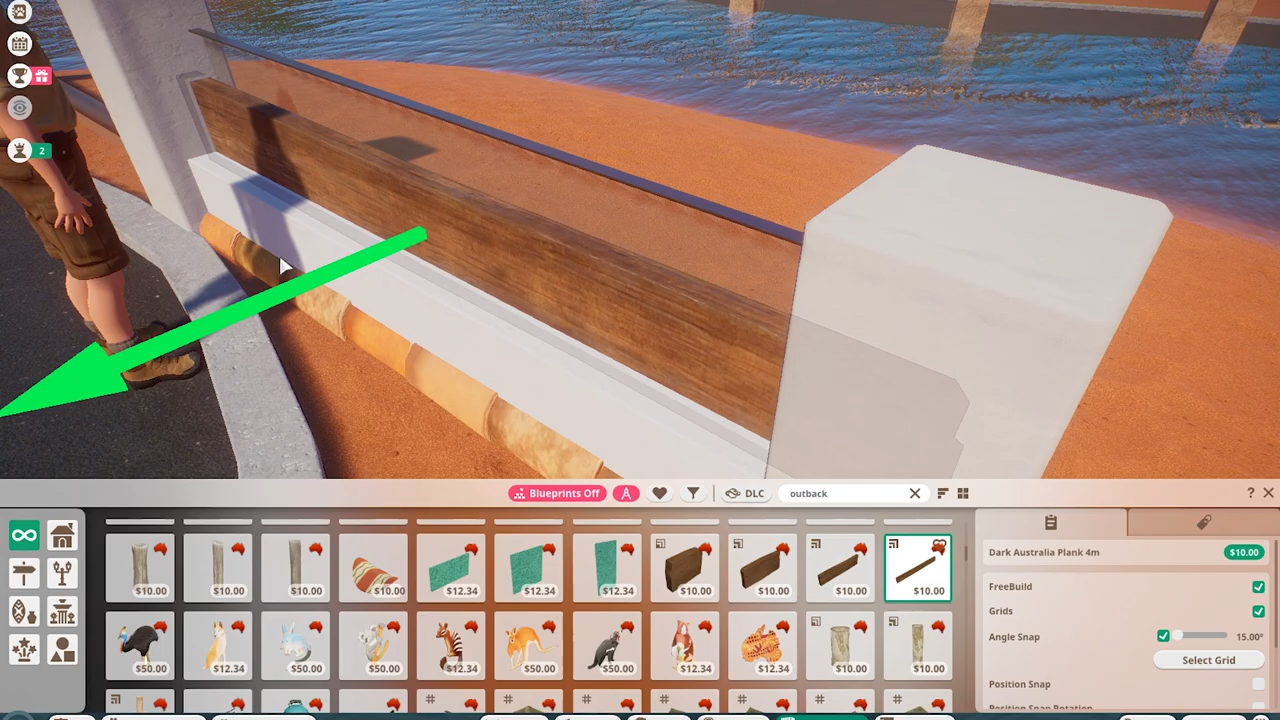 2
Blueprints Off
DLC
outback
?
Dark Australia Plank 4m
$10.00
FreeBuild
Grids
Angle Snap
15.00°
Select Grid
Position Snap
Position Snap Rotation
$10.00
$10.00
$10.00
$10.00
$12.34
$12.34
$12.34
$10.00
$10.00
$10.00
$10.00
$50.00
$12.34
$50.00
$50.00
$12.34
$50.00
$50.00
$12.34
$12.34
$10.00
$10.00